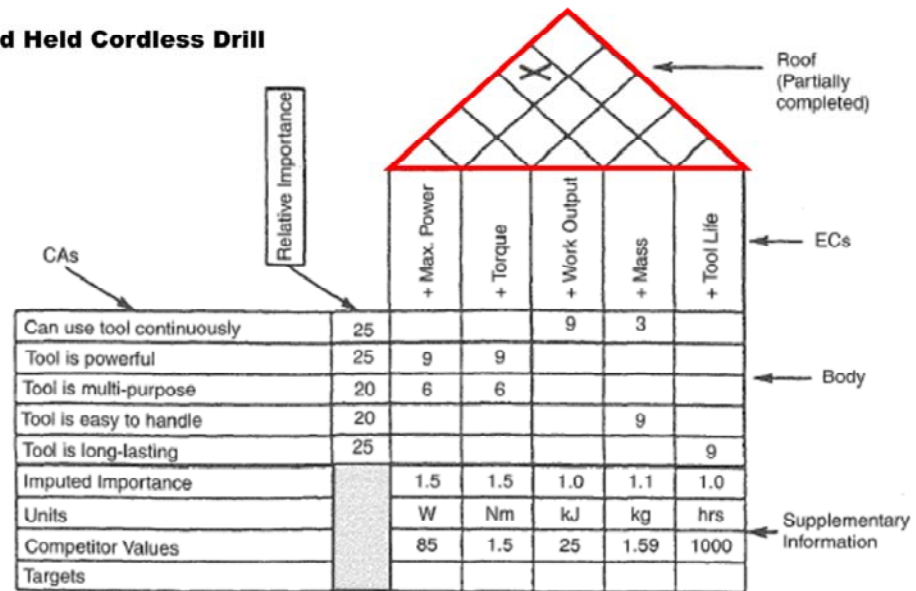 d Held Cordless Drill
Roof
(Partially
completed)
Relative Importance
CAs
+ Max. Power
+ Torque
+ Work Output
+ Mass
+ Tool Life
ECs
Can use tool continuously 25 9 3
Tool is powerful 25 9 9
Tool is multi-purpose 20 6 6
Body
Tool is easy to handle 20 9
Tool is long-lasting 25 9
Imputed Importance 1.5 1.5 1.0 1.1 1.0
Units W Nm kJ kg hrs
Supplementary
Information
Competitor Values 85 1.5 25 1.59 1000
Targets